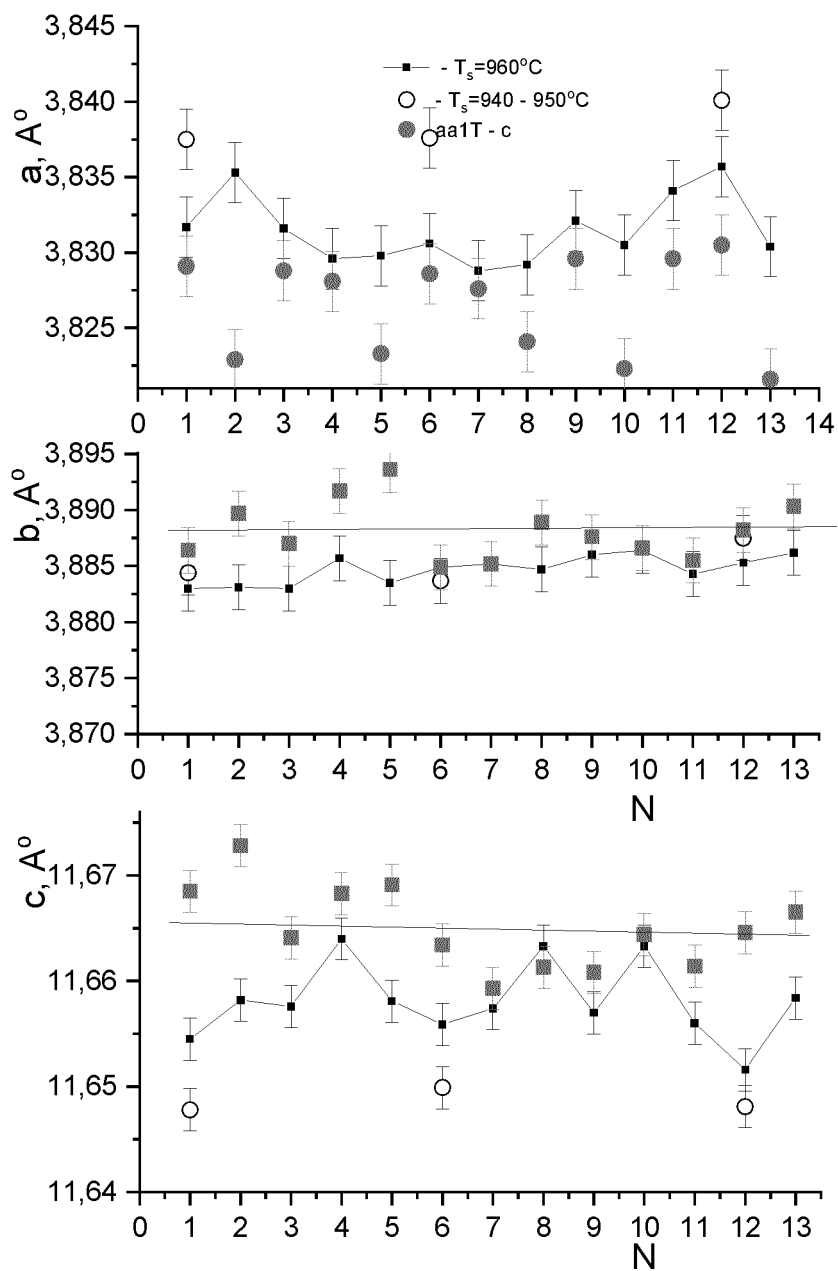 3,845
3,840
3,835
3,830
3,825
a, A°
- Ts=960°C
- Ts=940 - 950°C
aa1T - c
0 1 2 3 4 5 6 7 8 9 10 11 12 13 14
3,895
3,890
3,885
3,880
3,875
3,870
b, A°
0 1 2 3 4 5 6 7 8 9 10 11 12 13
N
11,67
11,66
11,65
11,64
c, A°
0 1 2 3 4 5 6 7 8 9 10 11 12 13
N